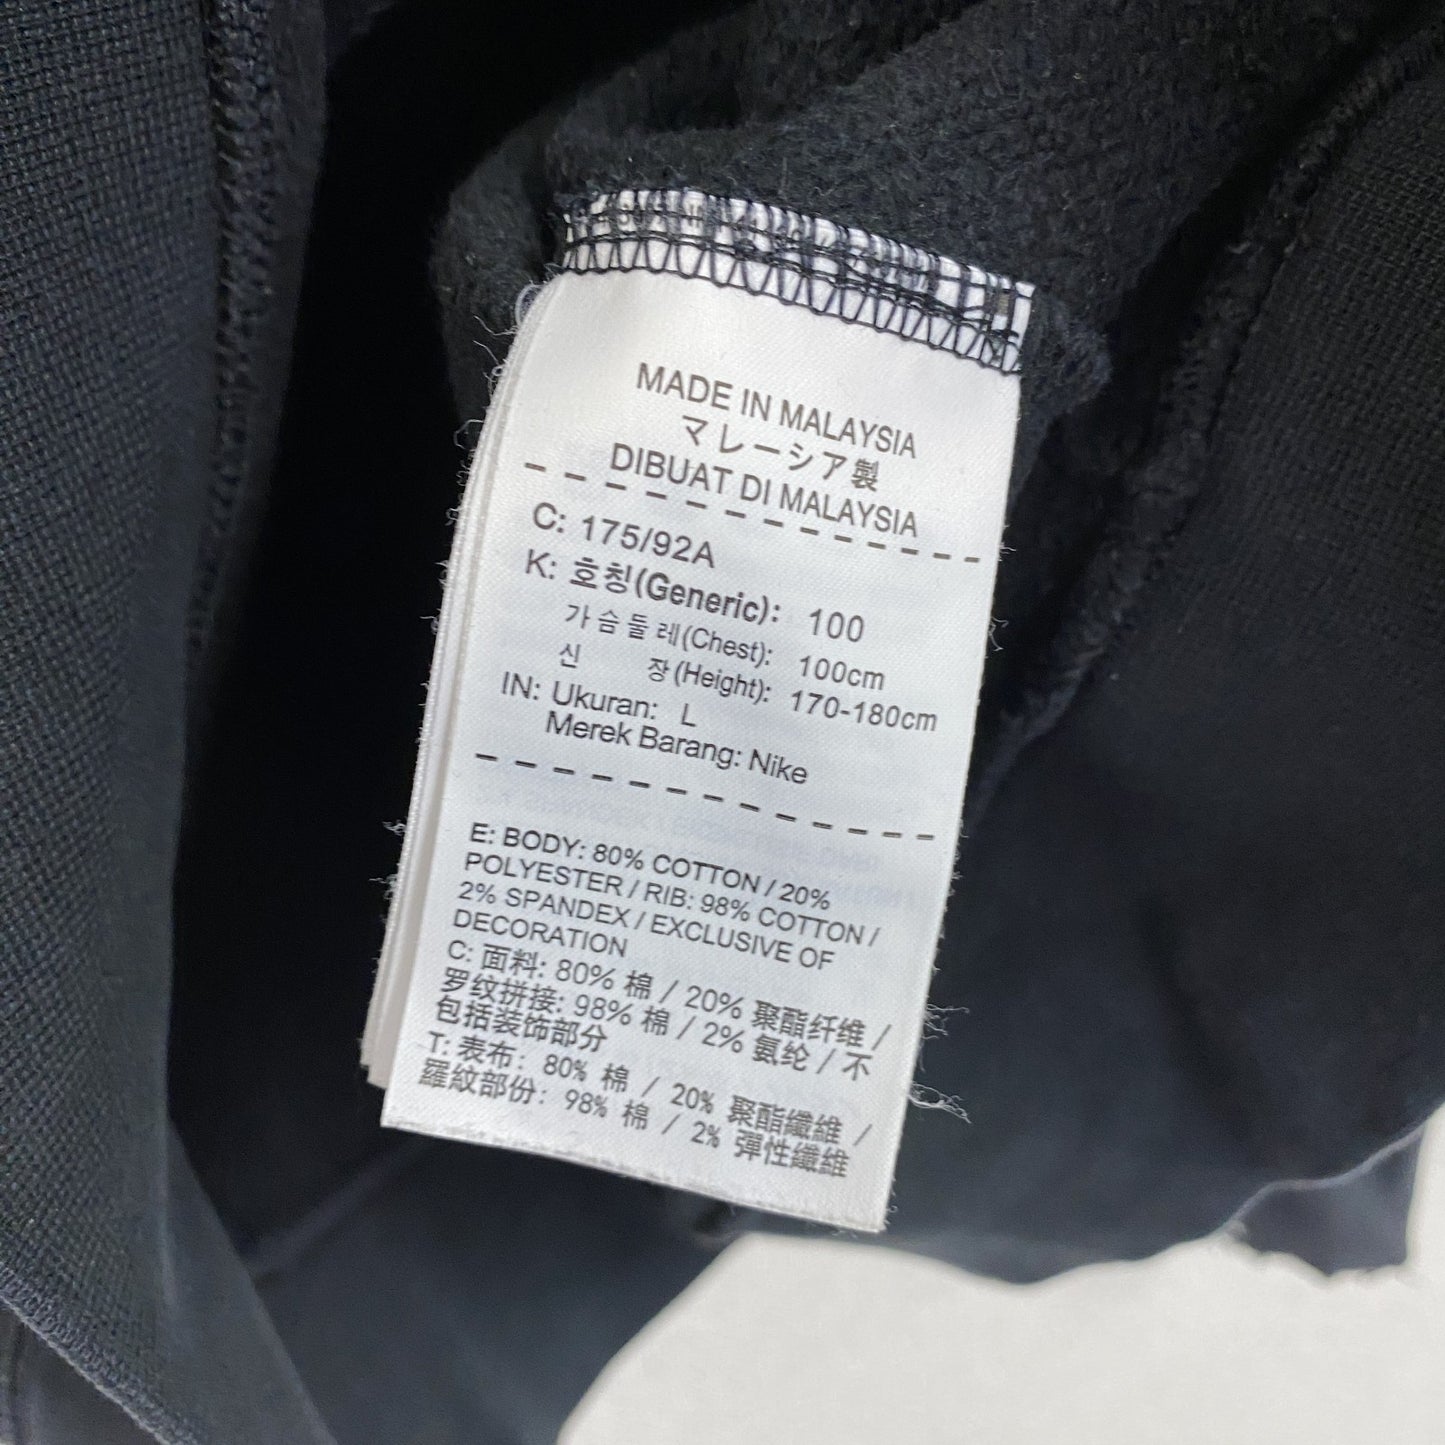 MADE IN MALAYSIA
マレーシア製
DIBUAT DI MALAYSIA
C: 175/92A
K: 호칭(Generic): 100
가슴둘레(Chest): 100cm
신 장(Height): 170-180cm
IN: Ukuran: L
Merek Barang: Nike
E: BODY: 80% COTTON / 20%
POLYESTER / RIB: 98% COTTON /
2% SPANDEX / EXCLUSIVE OF
DECORATION
C: 面料: 80% 棉 / 20% 聚酯纤维 /
罗纹拼接: 98% 棉 / 2% 氨纶 / 不
包括装饰部分
T: 表布: 80% 棉 / 20% 聚酯纖維 /
羅紋部份: 98% 棉 / 2% 彈性纖維